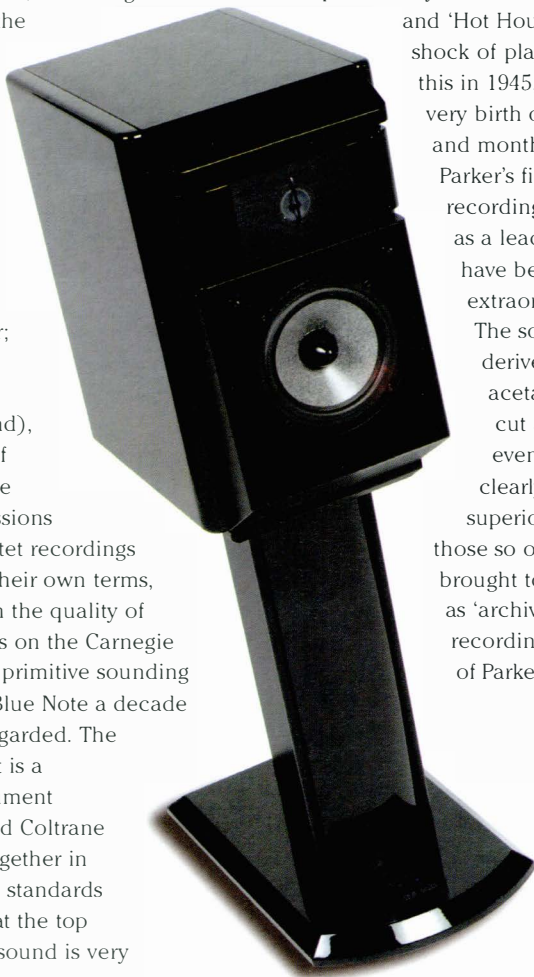 he
r;
nd),
f
e
ssions
tet recordings
heir own terms,
n the quality of
s on the Carnegie
primitive sounding
Blue Note a decade
garded. The
t is a
ment
d Coltrane
gether in
standards
at the top
sound is very
and ‘Hot Hou
shock of pla
this in 1945
very birth o
and month
Parker’s fi
recording
as a lead
have be
extraor
The so
derive
aceta
cut
even
clearl
superio
those so o
brought to
as ‘archiv
recordin
of Parke